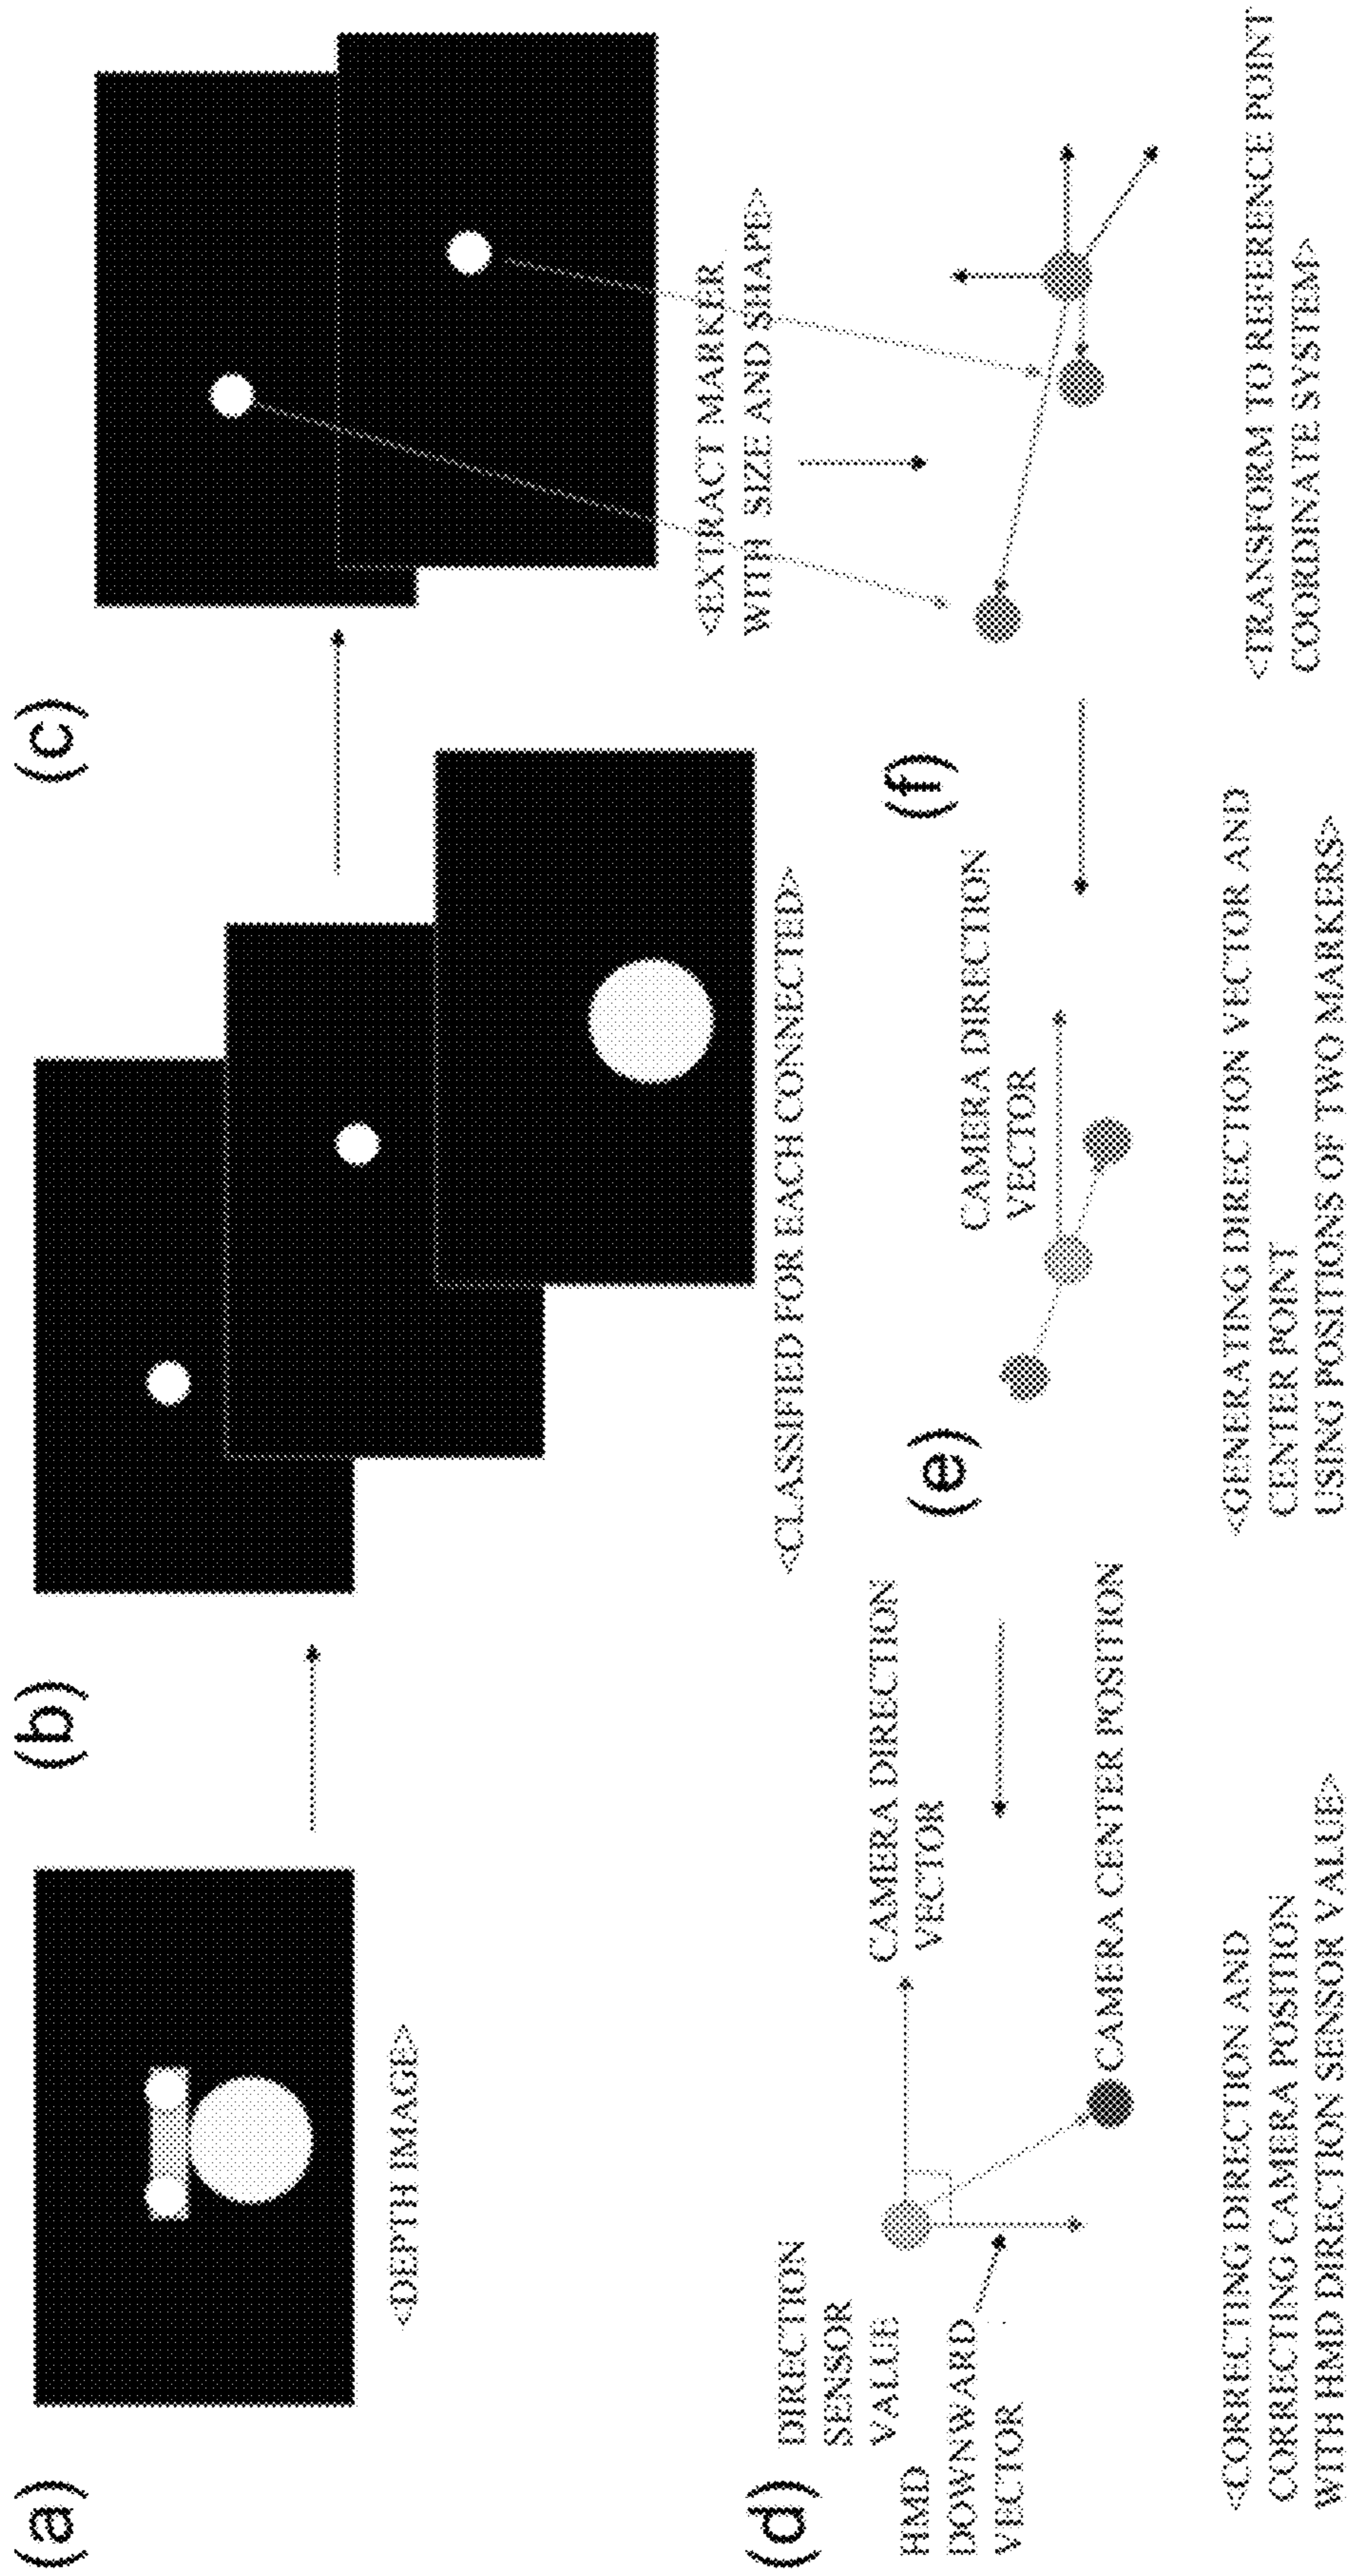 (a)
<DEPTH IMAGE>
(b)
<CLASSIFIED FOR EACH CONNECTED>
(c)
<EXTRACT MARKER
WITH SIZE AND SHAPE>
(d)
DIRECTION
SENSOR
VALUE
HMD
DOWNWARD
VECTOR
CAMERA DIRECTION
VECTOR
CAMERA CENTER POSITION
<CORRECTING DIRECTION AND
CORRECTING CAMERA POSITION
WITH HMD DIRECTION SENSOR VALUE>
(e)
CAMERA DIRECTION
VECTOR
<GENERATING DIRECTION VECTOR AND
CENTER POINT
USING POSITIONS OF TWO MARKERS>
(f)
<TRANSFORM TO REFERENCE POINT
COORDINATE SYSTEM>